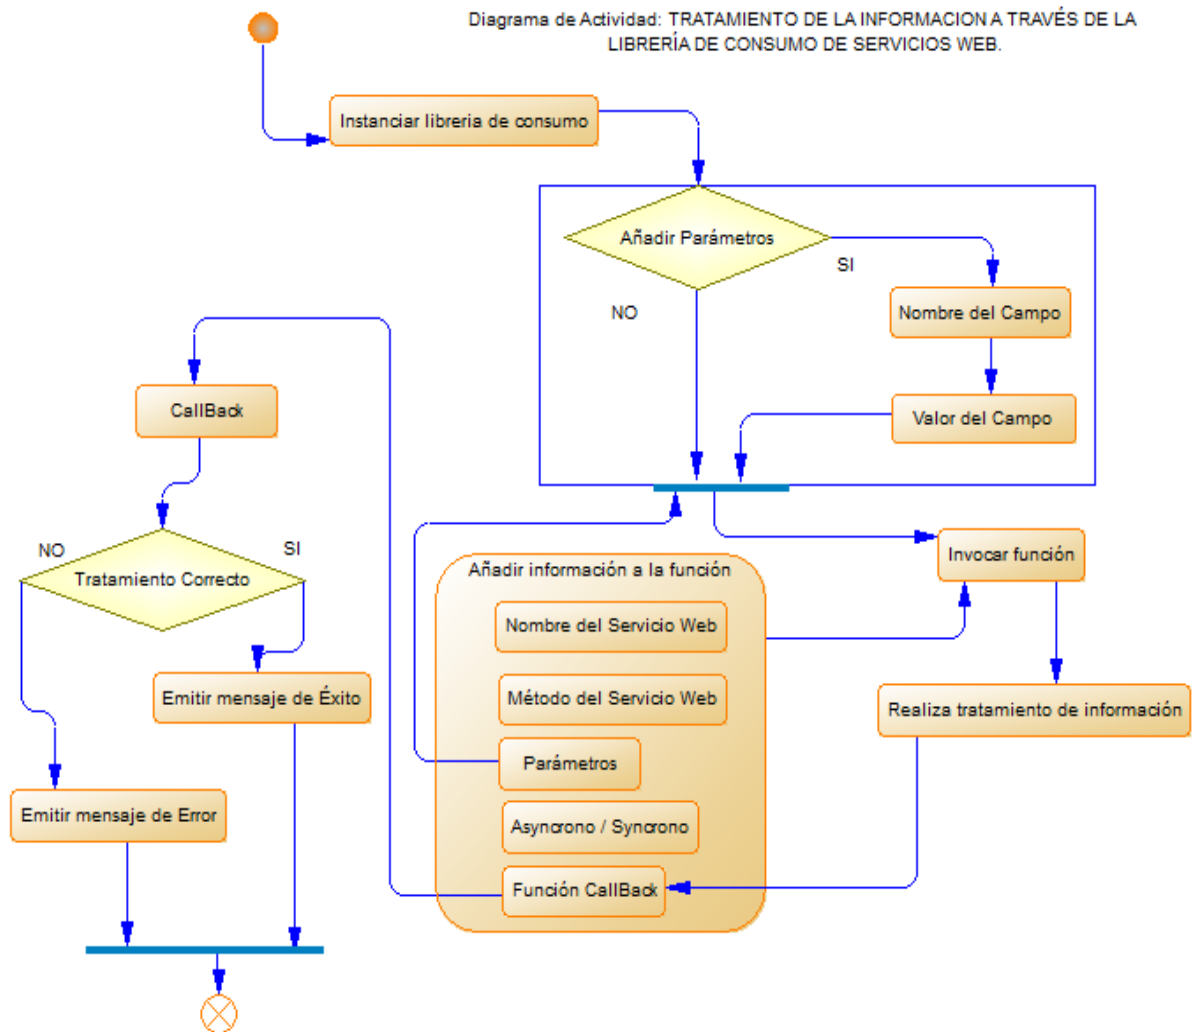 Diagrama de Actividad: TRATAMIENTO DE LA INFORMACION A TRAVÉS DE LA
LIBRERÍA DE CONSUMO DE SERVICIOS WEB.
Instanciar libreria de consumo
Añadir Parámetros
SI
NO
Nombre del Campo
Valor del Campo
CallBack
NO
SI
Tratamiento Correcto
Emitir mensaje de Éxito
Emitir mensaje de Error
Añadir información a la función
Nombre del Servicio Web
Método del Servicio Web
Parámetros
Asyncrono / Syncrono
Función CallBack
Invocar función
Realiza tratamiento de información